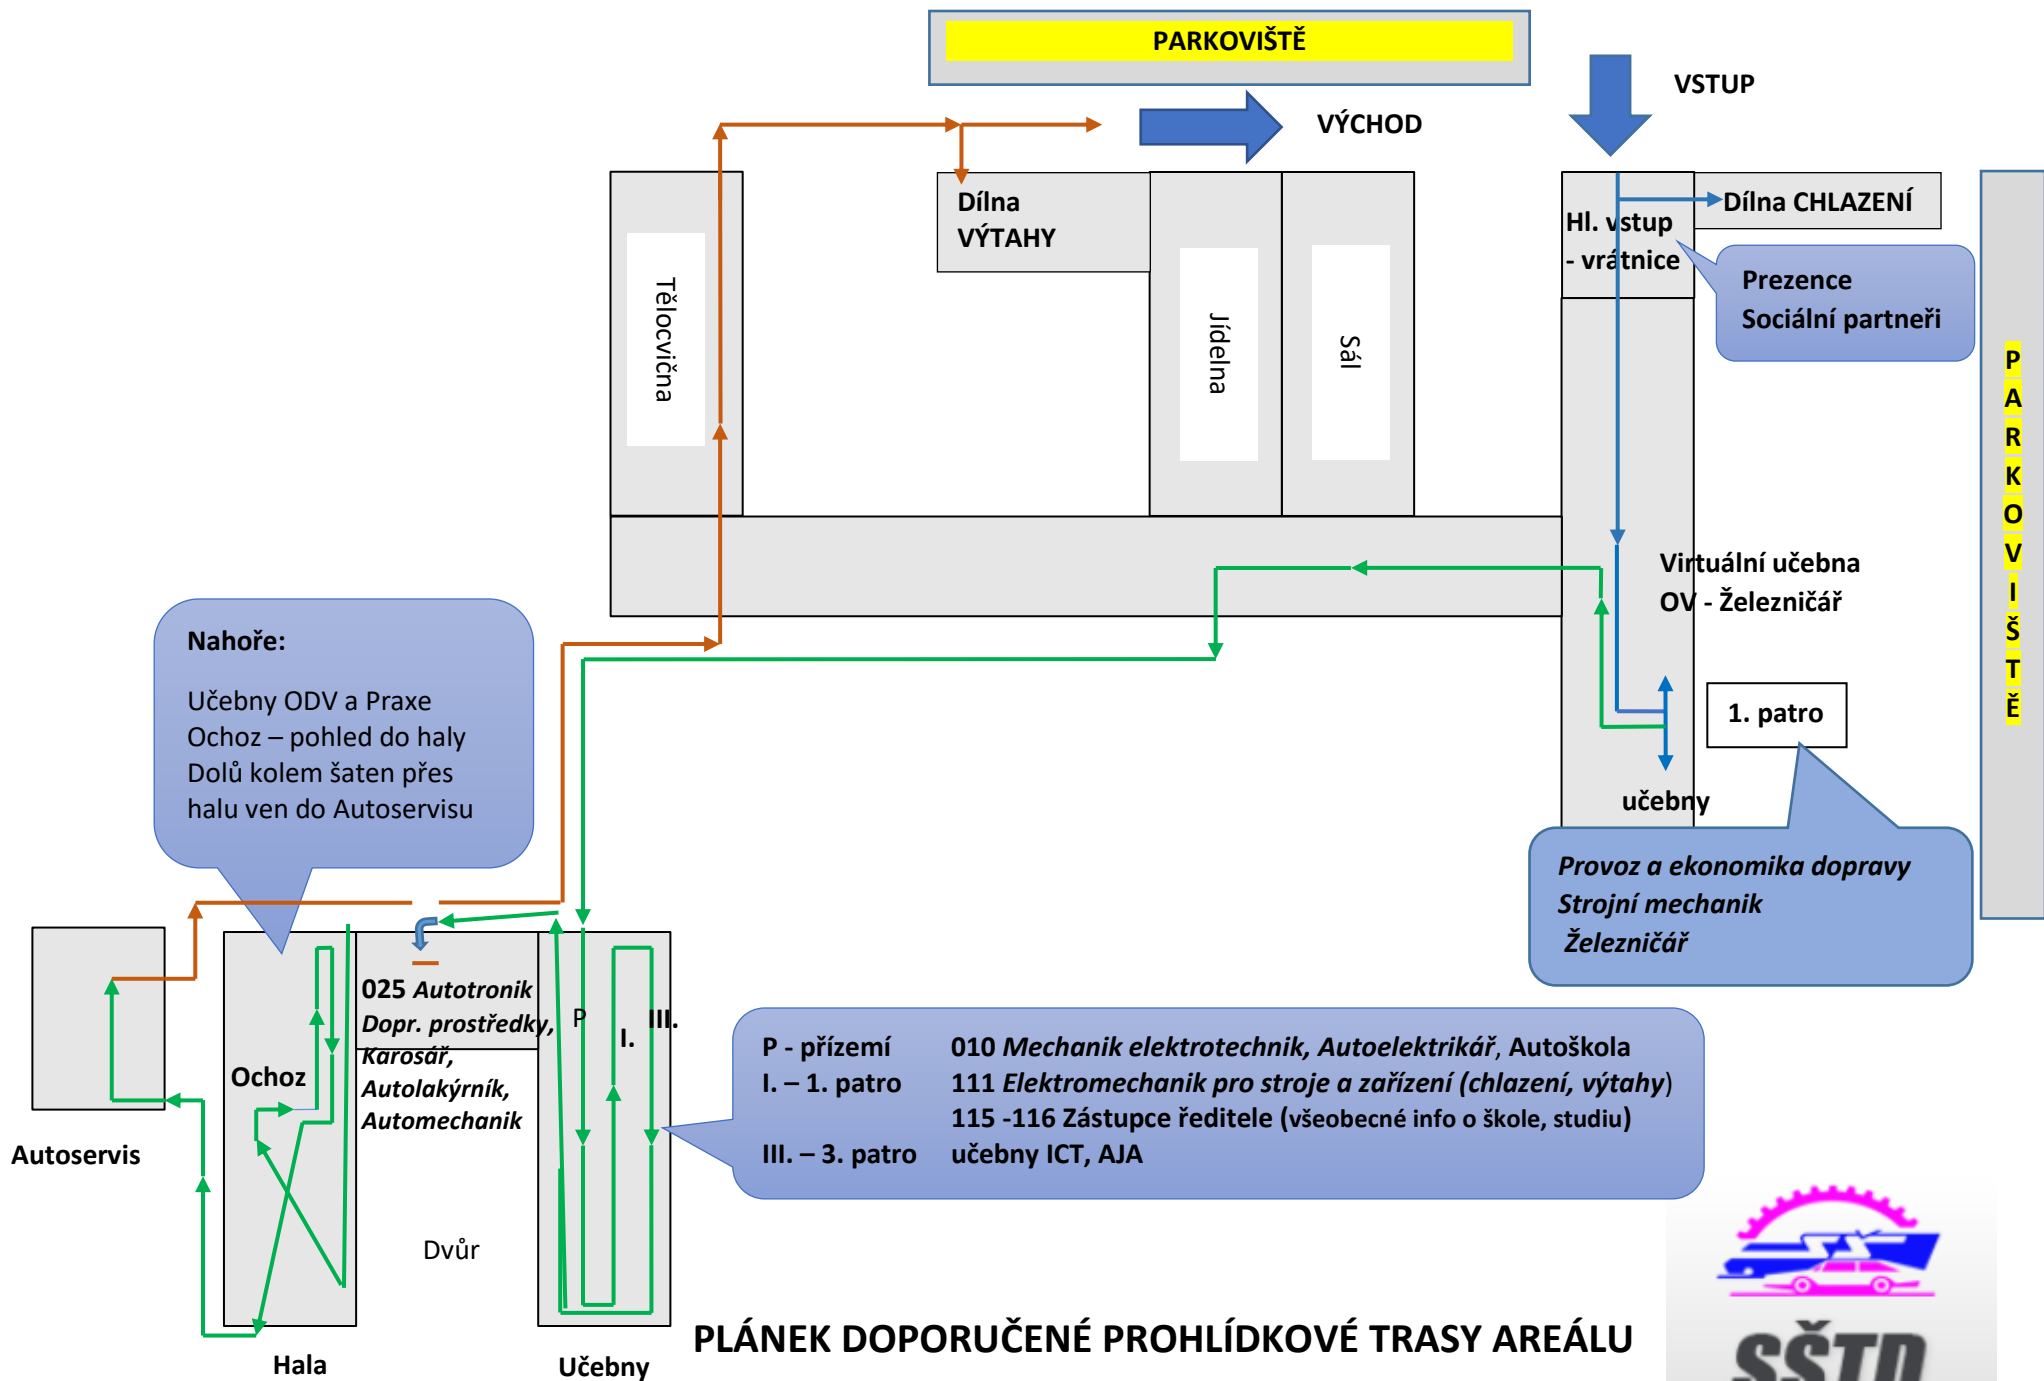 PARKOVIŠTĚ
VSTUP
VÝCHOD
Dílna
VÝTAHY
Dílna CHLAZENÍ
Hl. vstup
- vrátnice
Prezence
Sociální partneři
Tělocvična
Jídelna
Sál
PARKOVIŠTĚ
Virtuální učebna
OV - Železničář
Nahoře:
Učebny ODV a Praxe
Ochoz – pohled do haly
Dolů kolem šaten přes
halu ven do Autoservisu
1. patro
učebny
Provoz a ekonomika dopravy
Strojní mechanik
Železničář
025 Autotronik
Dopr. prostředky,
Karosář,
Autolakýrník,
Automechanik
P
I.
III.
Ochoz
P - přízemí 010 Mechanik elektrotechnik, Autoelektrikář, Autoškola
I. – 1. patro 111 Elektromechanik pro stroje a zařízení (chlazení, výtahy)
115 -116 Zástupce ředitele (všeobecné info o škole, studiu)
III. – 3. patro učebny ICT, AJA
Autoservis
Dvůr
Hala
Učebny
PLÁNEK DOPORUČENÉ PROHLÍDKOVÉ TRASY AREÁLU
SŠTD